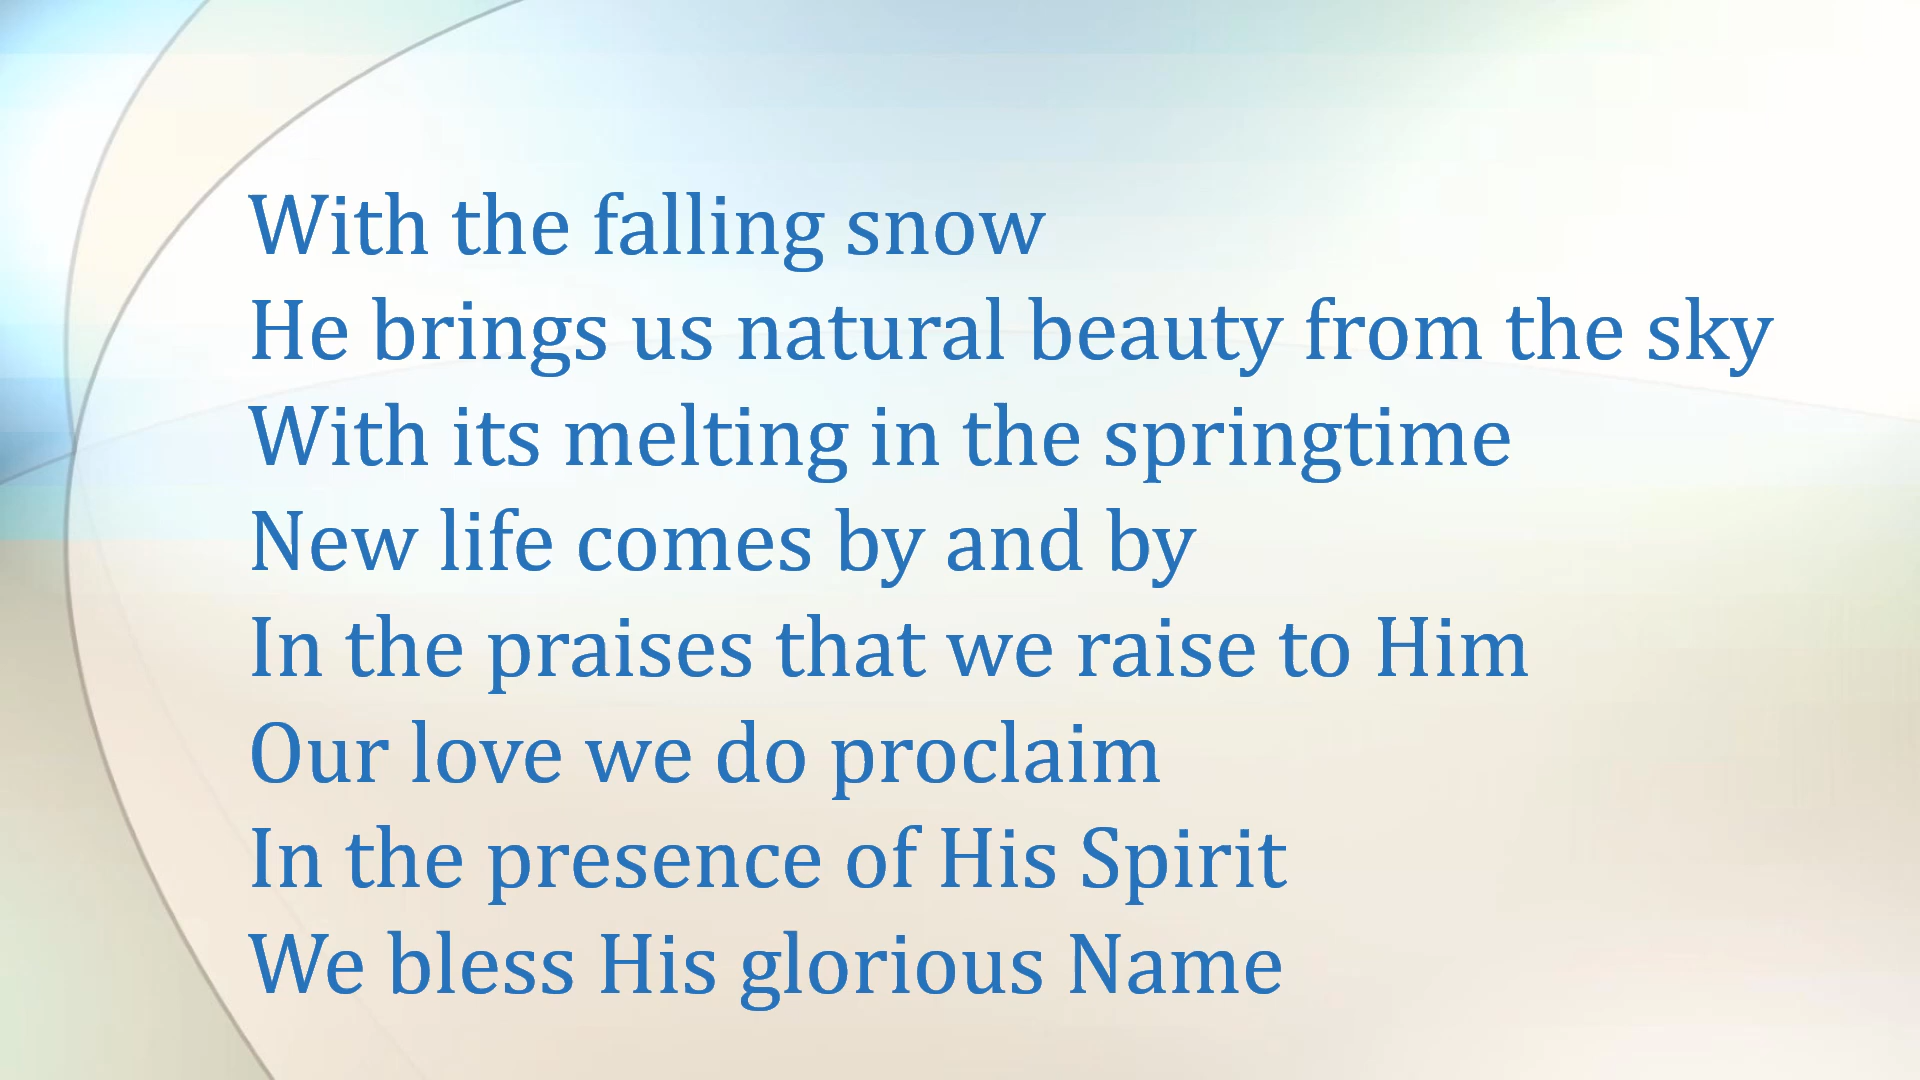 With the falling snow
He brings us natural beauty from the sky
With its melting in the springtime
New life comes by and by
In the praises that we raise to Him
Our love we do proclaim
In the presence of His Spirit
We bless His glorious Name